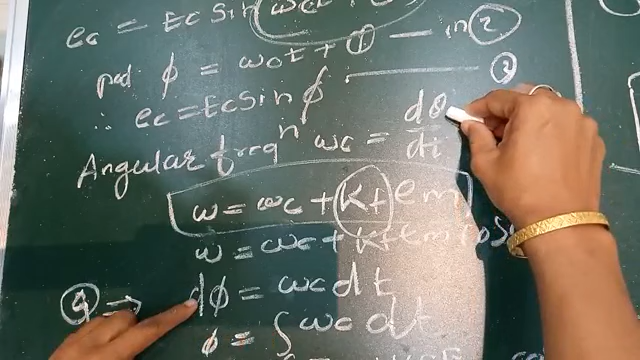 ec = Ec Sin (ωct
put φ = ωot + φ — in ②
∴ ec = Ec Sin φ ——— ③
Angular freqⁿ ωc = dθ/dt
ω = ωc + Kf em
ω = ωc + Kf Em Cos
④ → dφ = ωc dt
φ = ∫ ωc dt